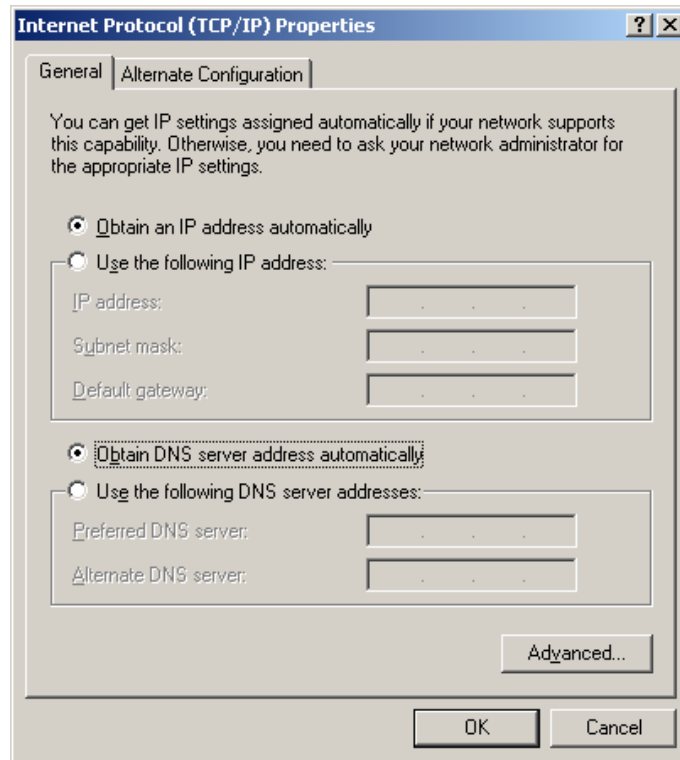 Internet Protocol (TCP/IP) Properties
General
Alternate Configuration
You can get IP settings assigned automatically if your network supports
this capability. Otherwise, you need to ask your network administrator for
the appropriate IP settings.
Obtain an IP address automatically
Use the following IP address:
IP address:
Subnet mask:
Default gateway:
Obtain DNS server address automatically
Use the following DNS server addresses:
Preferred DNS server:
Alternate DNS server:
Advanced...
OK
Cancel